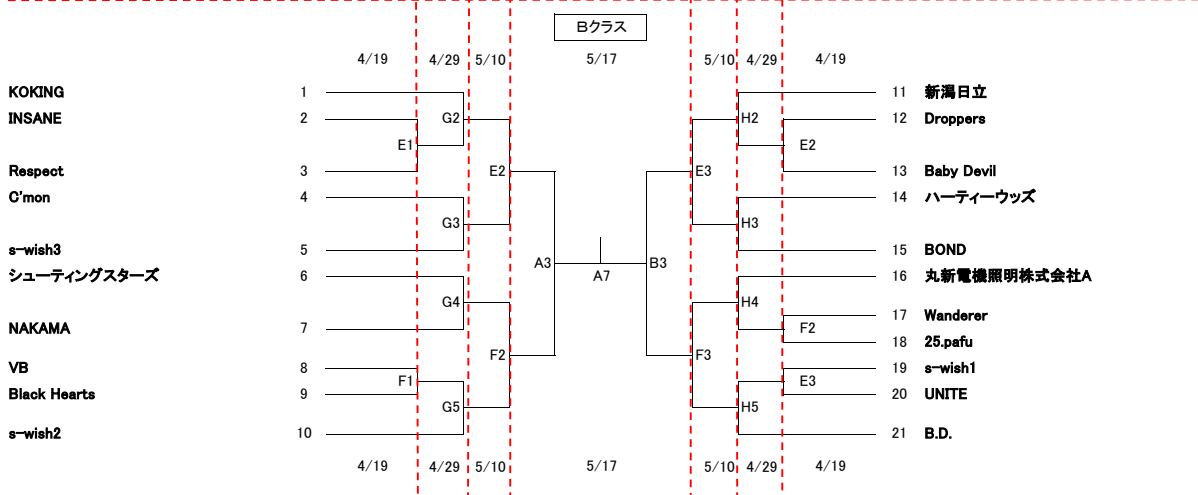 Bクラス
4/19 4/29 5/10 5/17 5/10 4/29 4/19
KOKING 1 11 新潟日立
INSANE 2 G2 H2 12 Droppers
E1 E2
Respect 3 E2 E3 13 Baby Devil
C'mon 4 14 ハーティーウッズ
G3 H3
s-wish3 5 15 BOND
A3 B3
シューティングスターズ 6 A7 16 丸新電機照明株式会社A
G4 H4
17 Wanderer
NAKAMA 7 F2 18 25.pafu
F2 F3
VB 8 19 s-wish1
F1 E3
Black Hearts 9 20 UNITE
G5 H5
s-wish2 10 21 B.D.
4/19 4/29 5/10 5/17 5/10 4/29 4/19